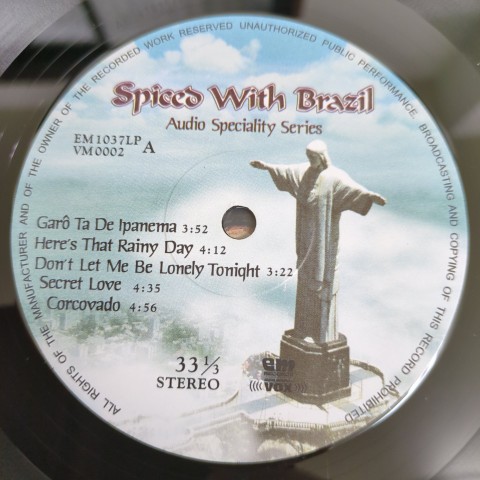 ALL RIGHTS OF THE MANUFACTURER AND OF THE OWNER OF THE RECORDED WORK RESERVED UNAUTHORIZED PUBLIC PERFORMANCE. BROADCASTING AND COPYING OF THIS RECORD PROHIBITED
Spiced With Brazil
Audio Speciality Series
EM1037LP
VM0002 A
Garô Ta De Ipanema 3:52
Here's That Rainy Day 4:12
Don't Let Me Be Lonely Tonight 3:22
Secret Love 4:35
Corcovado 4:56
33 1/3
STEREO
vox